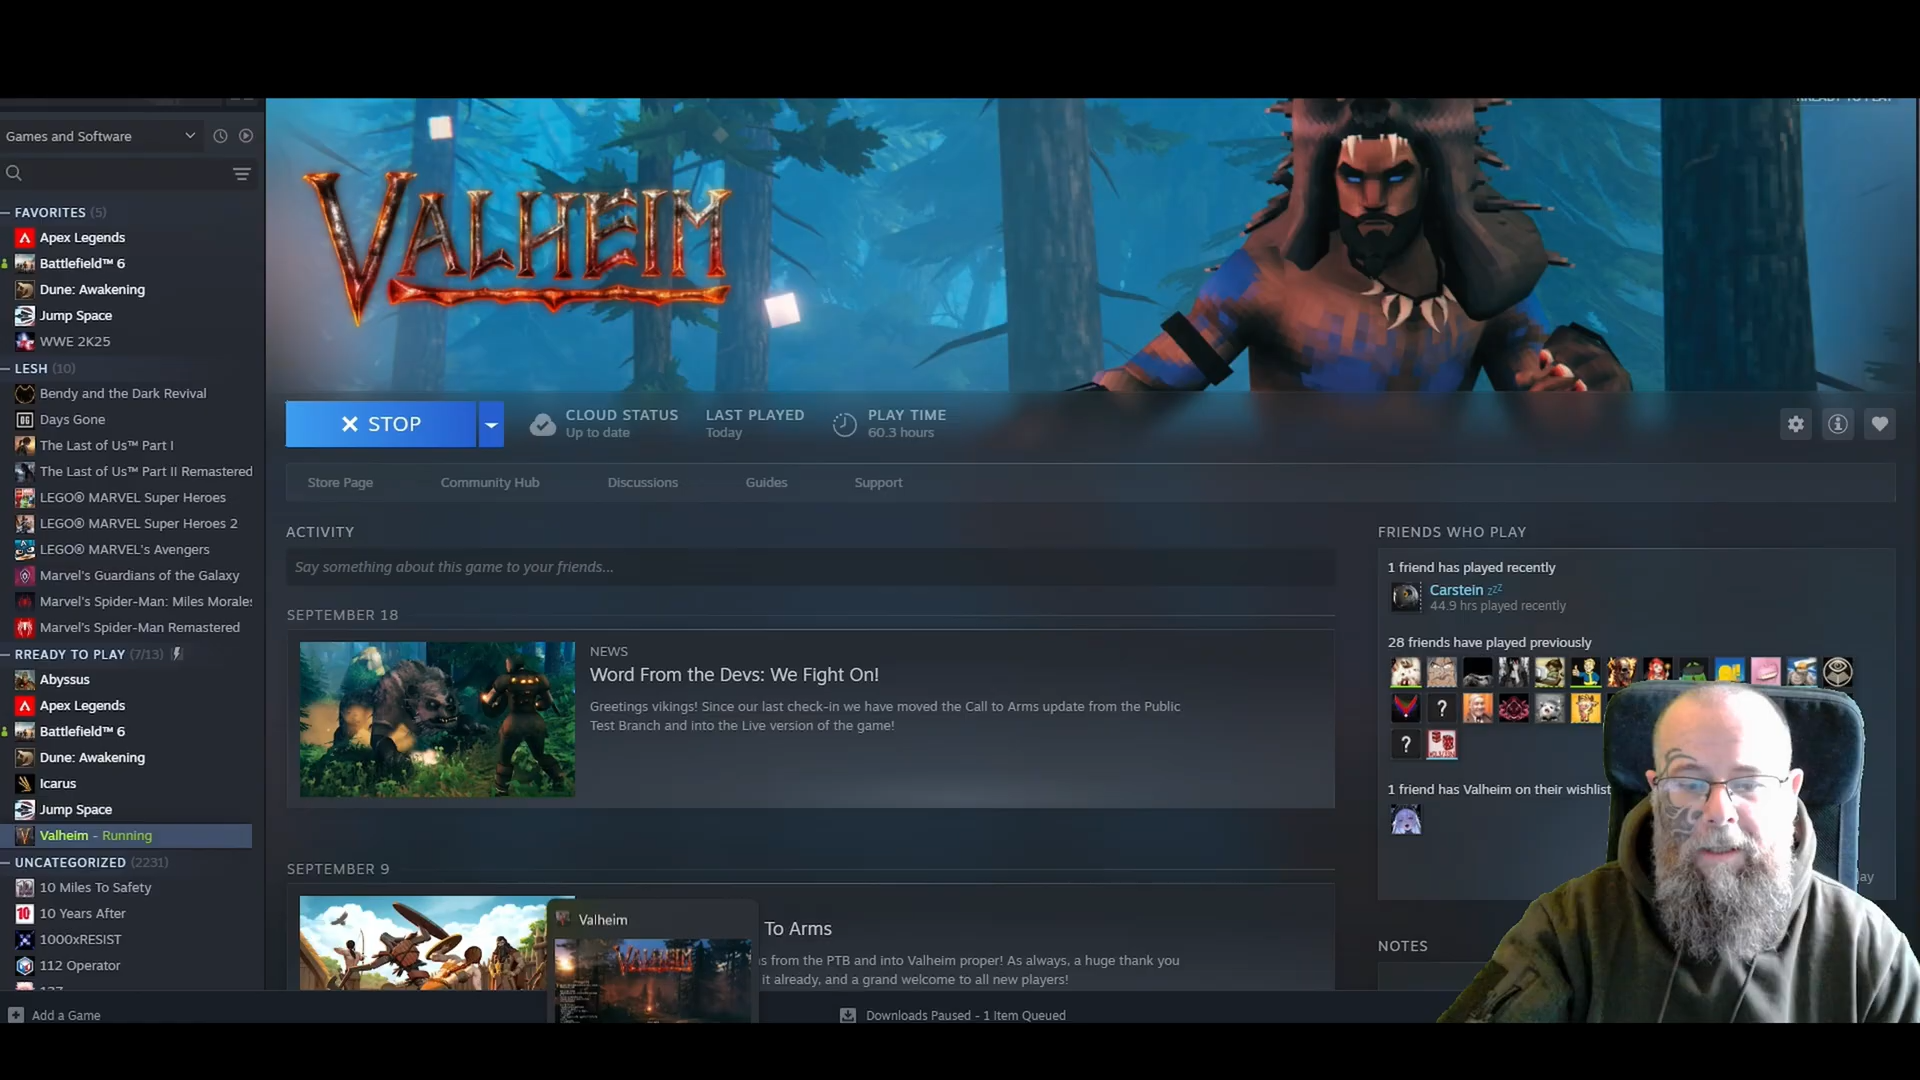 Games and Software
FAVORITES (5)
Apex Legends
Battlefield™ 6
Dune: Awakening
Jump Space
WWE 2K25
LESH (10)
Bendy and the Dark Revival
Days Gone
The Last of Us™ Part I
The Last of Us™ Part II Remastered
LEGO® MARVEL Super Heroes
LEGO® MARVEL Super Heroes 2
LEGO® MARVEL's Avengers
Marvel's Guardians of the Galaxy
Marvel's Spider-Man: Miles Morales
Marvel's Spider-Man Remastered
RREADY TO PLAY (7/13)
Abyssus
Apex Legends
Battlefield™ 6
Dune: Awakening
Icarus
Jump Space
Valheim - Running
UNCATEGORIZED (2231)
10 Miles To Safety
10 Years After
1000xRESIST
112 Operator
Add a Game
VALHEIM
STOP
CLOUD STATUS
Up to date
LAST PLAYED
Today
PLAY TIME
60.3 hours
Store Page
Community Hub
Discussions
Guides
Support
ACTIVITY
Say something about this game to your friends...
SEPTEMBER 18
NEWS
Word From the Devs: We Fight On!
Greetings vikings! Since our last check-in we have moved the Call to Arms update from the Public
Test Branch and into the Live version of the game!
SEPTEMBER 9
Valheim
VALHEIM
To Arms
s from the PTB and into Valheim proper! As always, a huge thank you
it already, and a grand welcome to all new players!
Downloads Paused - 1 Item Queued
FRIENDS WHO PLAY
1 friend has played recently
Carstein zzZ
44.9 hrs played recently
28 friends have played previously
1 friend has Valheim on their wishlist
ay
NOTES